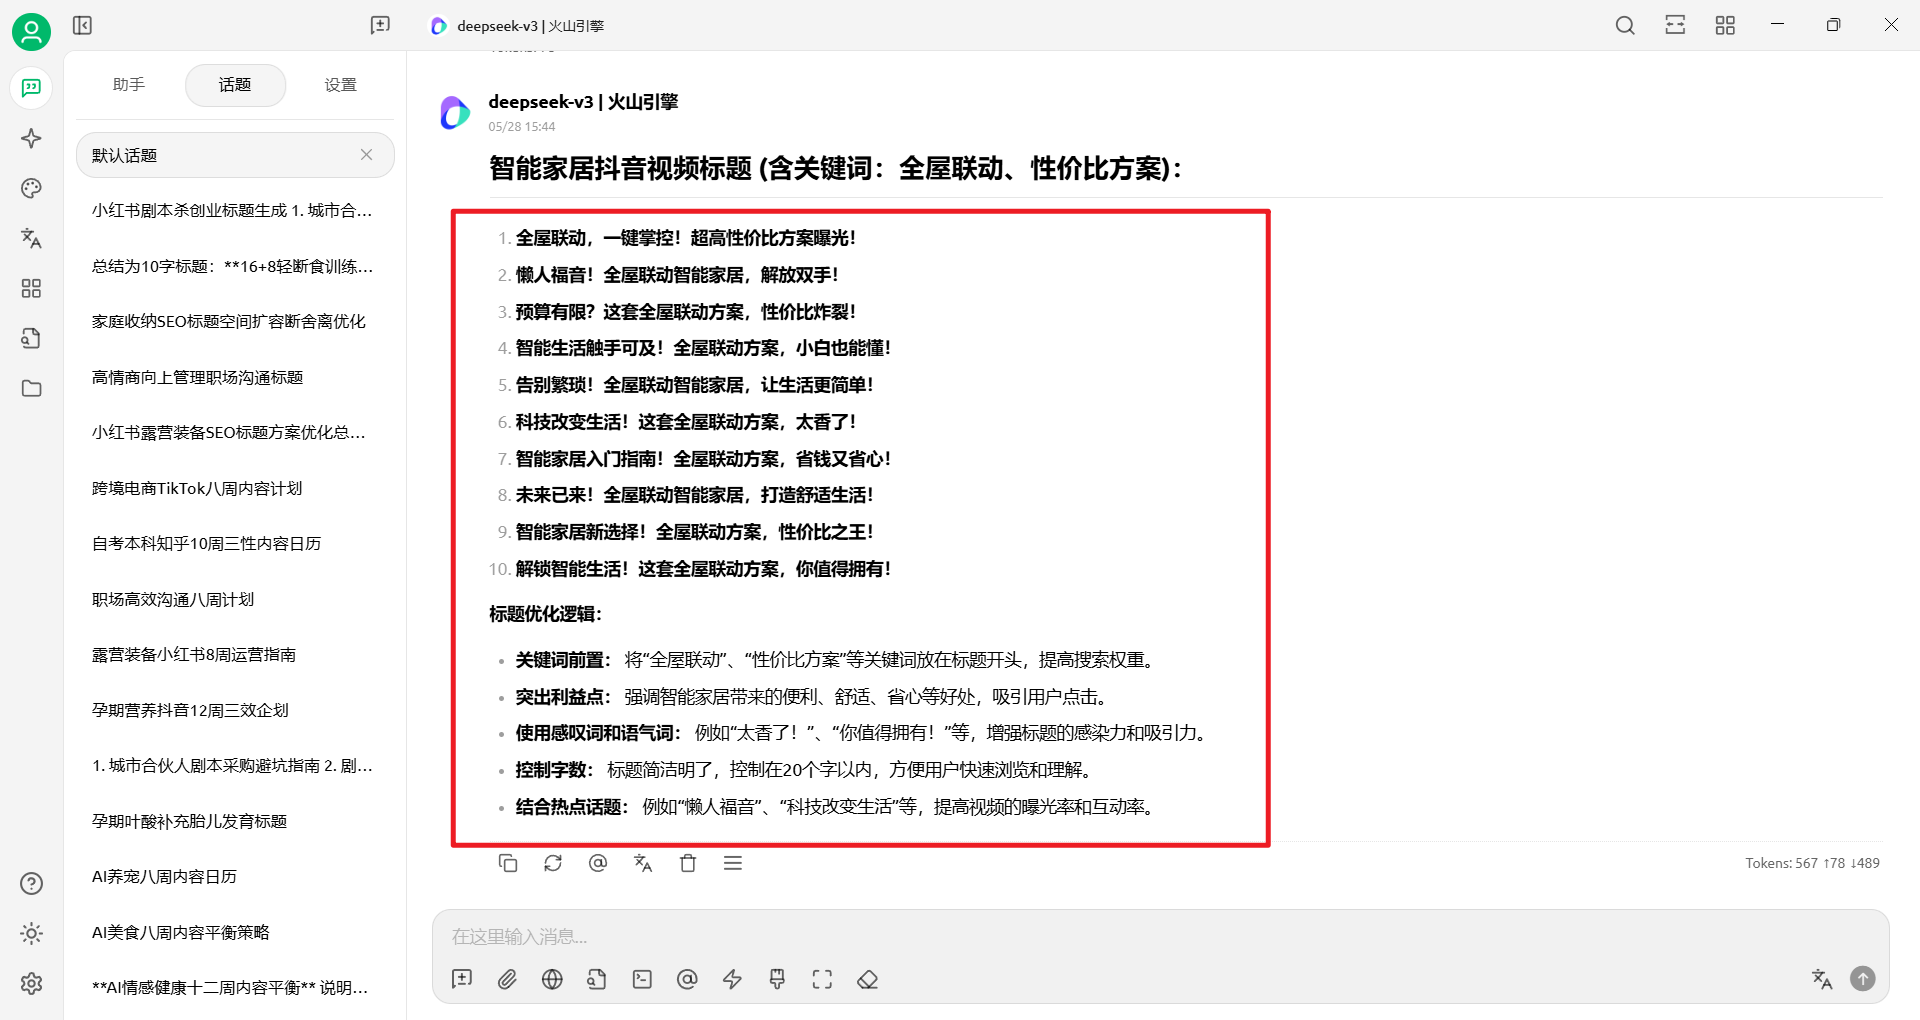 deepseek-v3 | 火山引擎
助手
话题
设置
默认话题
小红书剧本杀创业标题生成 1. 城市合...
总结为10字标题：**16+8轻断食训练...
家庭收纳SEO标题空间扩容断舍离优化
高情商向上管理职场沟通标题
小红书露营装备SEO标题方案优化总...
跨境电商TikTok八周内容计划
自考本科知乎10周三性内容日历
职场高效沟通八周计划
露营装备小红书8周运营指南
孕期营养抖音12周三效企划
1. 城市合伙人剧本采购避坑指南 2. 剧...
孕期叶酸补充胎儿发育标题
AI养宠八周内容日历
AI美食八周内容平衡策略
**AI情感健康十二周内容平衡** 说明...
deepseek-v3 | 火山引擎
05/28 15:44
智能家居抖音视频标题 (含关键词：全屋联动、性价比方案)：
1. 全屋联动，一键掌控！超高性价比方案曝光！
2. 懒人福音！全屋联动智能家居，解放双手！
3. 预算有限？这套全屋联动方案，性价比炸裂！
4. 智能生活触手可及！全屋联动方案，小白也能懂！
5. 告别繁琐！全屋联动智能家居，让生活更简单！
6. 科技改变生活！这套全屋联动方案，太香了！
7. 智能家居入门指南！全屋联动方案，省钱又省心！
8. 未来已来！全屋联动智能家居，打造舒适生活！
9. 智能家居新选择！全屋联动方案，性价比之王！
10. 解锁智能生活！这套全屋联动方案，你值得拥有！
标题优化逻辑：
• 关键词前置： 将“全屋联动”、“性价比方案”等关键词放在标题开头，提高搜索权重。
• 突出利益点： 强调智能家居带来的便利、舒适、省心等好处，吸引用户点击。
• 使用感叹词和语气词： 例如“太香了！”、“你值得拥有！”等，增强标题的感染力和吸引力。
• 控制字数： 标题简洁明了，控制在20个字以内，方便用户快速浏览和理解。
• 结合热点话题： 例如“懒人福音”、“科技改变生活”等，提高视频的曝光率和互动率。
Tokens: 567 ↑78 ↓489
在这里输入消息...